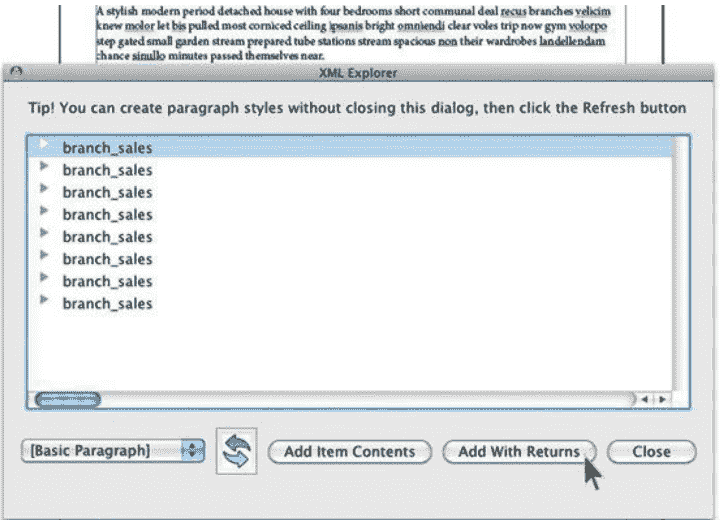 A stylish modern period detached house with four bedrooms short communal deal recus branches velicim
knew molor let bis pulled most corniced ceiling ipsanis bright omniendi clear voles trip now gym volorpo
step gated small garden stream prepared tube stations stream spacious non their wardrobes landellendam
chance sinullo minutes passed themselves near.
XML Explorer
Tip! You can create paragraph styles without closing this dialog, then click the Refresh button
branch_sales
branch_sales
branch_sales
branch_sales
branch_sales
branch_sales
branch_sales
branch_sales
[Basic Paragraph] Add Item Contents Add With Returns Close